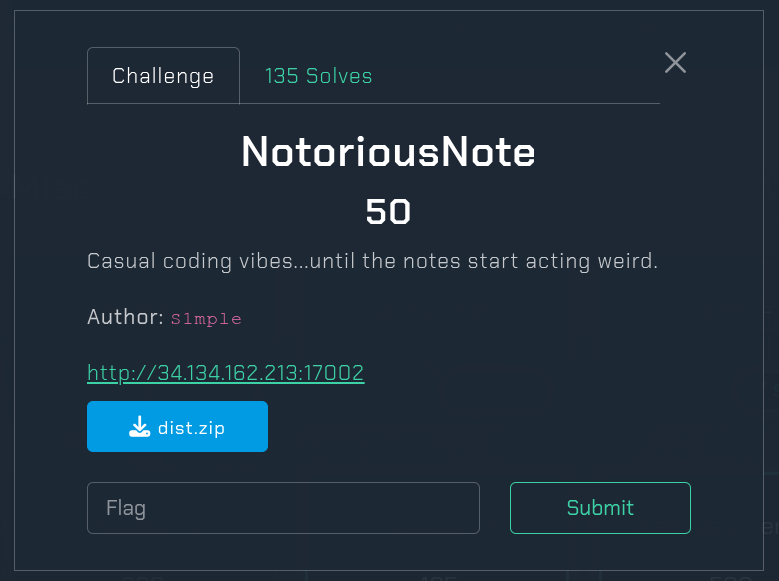 Challenge
135 Solves
NotoriousNote
50
Casual coding vibes...until the notes start acting weird.
Author: S1mple
http://34.134.162.213:17002
dist.zip
Flag
Submit